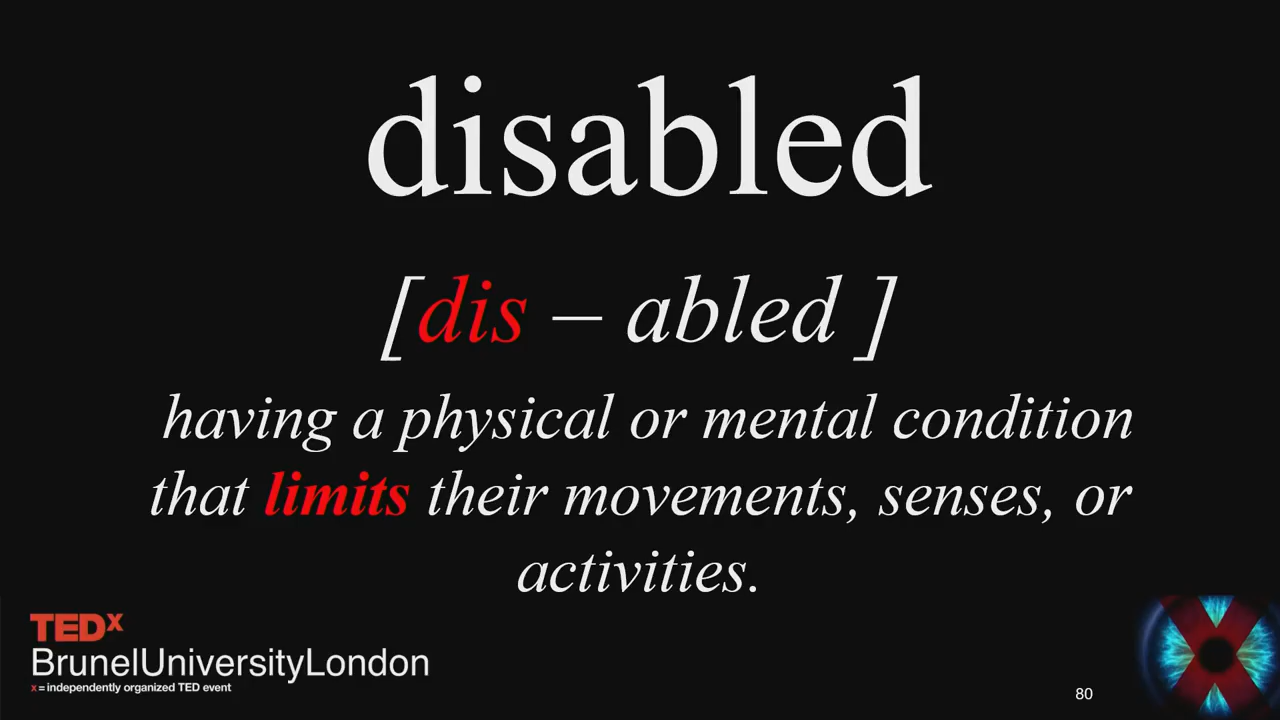 disabled
[dis – abled ]
having a physical or mental condition
that limits their movements, senses, or
activities.
TEDx
BrunelUniversityLondon
x = independently organized TED event
80